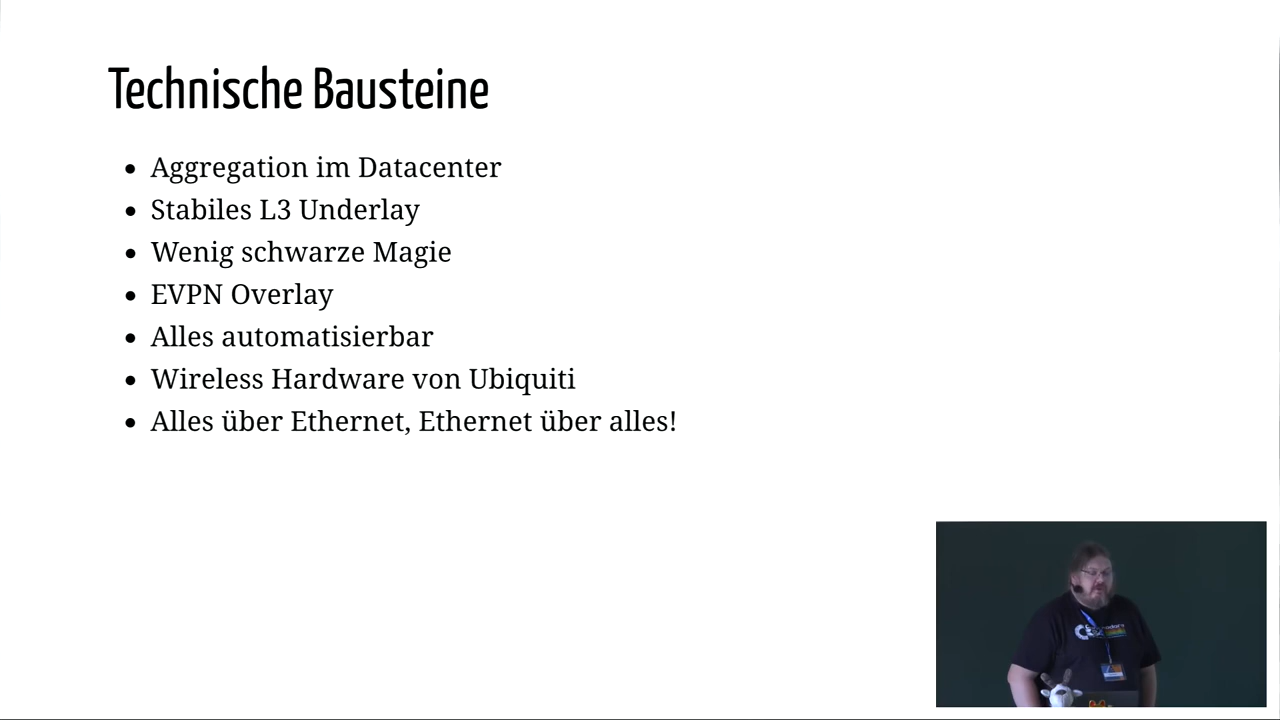 Technische Bausteine
Aggregation im Datacenter
Stabiles L3 Underlay
Wenig schwarze Magie
EVPN Overlay
Alles automatisierbar
Wireless Hardware von Ubiquiti
Alles über Ethernet, Ethernet über alles!